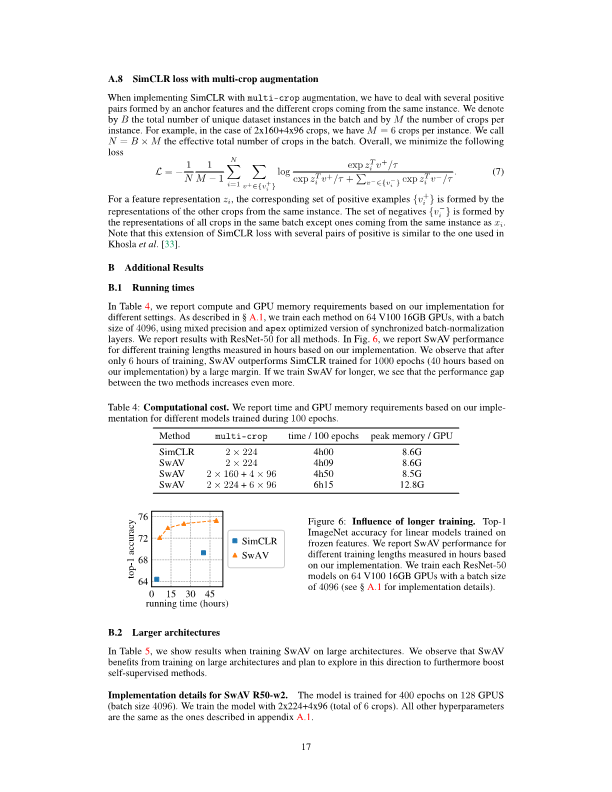 A.8 SimCLR loss with multi-crop augmentation
When implementing SimCLR with multi-crop augmentation, we have to deal with several positive
pairs formed by an anchor features and the different crops coming from the same instance. We denote
by B the total number of unique dataset instances in the batch and by M the number of crops per
instance. For example, in the case of 2x160+4x96 crops, we have M = 6 crops per instance. We call
N = B × M the effective total number of crops in the batch. Overall, we minimize the following
loss
L = −1/N 1/(M − 1) ∑_{i=1}^{N} ∑_{v+∈{v_i^+}} log (exp z_i^T v^+/τ) / (exp z_i^T v^+/τ + ∑_{v−∈{v_i^−}} exp z_i^T v^−/τ). (7)
For a feature representation z_i, the corresponding set of positive examples {v_i^+} is formed by the
representations of the other crops from the same instance. The set of negatives {v_i^−} is formed by
the representations of all crops in the same batch except ones coming from the same instance as x_i.
Note that this extension of SimCLR loss with several pairs of positive is similar to the one used in
Khosla et al. [33].
B Additional Results
B.1 Running times
In Table 4, we report compute and GPU memory requirements based on our implementation for
different settings. As described in § A.1, we train each method on 64 V100 16GB GPUs, with a batch
size of 4096, using mixed precision and apex optimized version of synchronized batch-normalization
layers. We report results with ResNet-50 for all methods. In Fig. 6, we report SwAV performance
for different training lengths measured in hours based on our implementation. We observe that after
only 6 hours of training, SwAV outperforms SimCLR trained for 1000 epochs (40 hours based on
our implementation) by a large margin. If we train SwAV for longer, we see that the performance gap
between the two methods increases even more.
Table 4: Computational cost. We report time and GPU memory requirements based on our imple-
mentation for different models trained during 100 epochs.
Method multi-crop time / 100 epochs peak memory / GPU
SimCLR 2 × 224 4h00 8.6G
SwAV 2 × 224 4h09 8.6G
SwAV 2 × 160 + 4 × 96 4h50 8.5G
SwAV 2 × 224 + 6 × 96 6h15 12.8G
76
72
68
64
top-1 accuracy
0 15 30 45
running time (hours)
SimCLR
SwAV
Figure 6: Influence of longer training. Top-1
ImageNet accuracy for linear models trained on
frozen features. We report SwAV performance for
different training lengths measured in hours based
on our implementation. We train each ResNet-50
models on 64 V100 16GB GPUs with a batch size
of 4096 (see § A.1 for implementation details).
B.2 Larger architectures
In Table 5, we show results when training SwAV on large architectures. We observe that SwAV
benefits from training on large architectures and plan to explore in this direction to furthermore boost
self-supervised methods.
Implementation details for SwAV R50-w2. The model is trained for 400 epochs on 128 GPUS
(batch size 4096). We train the model with 2x224+4x96 (total of 6 crops). All other hyperparameters
are the same as the ones described in appendix A.1.
17